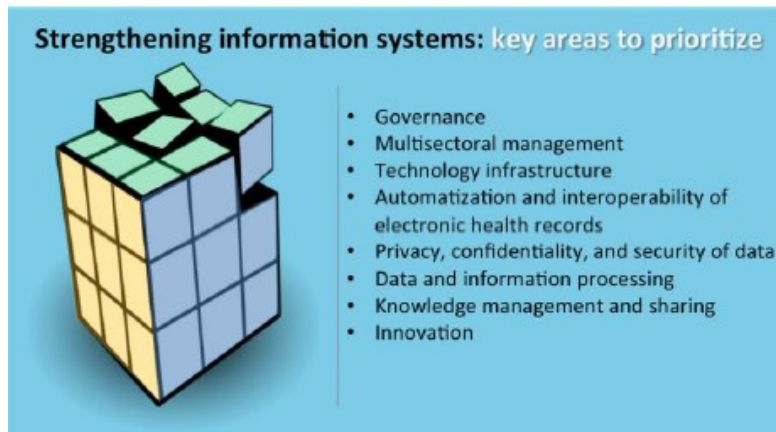 Strengthening information systems: key areas to prioritize
• Governance
• Multisectoral management
• Technology infrastructure
• Automatization and interoperability of
electronic health records
• Privacy, confidentiality, and security of data
• Data and information processing
• Knowledge management and sharing
• Innovation